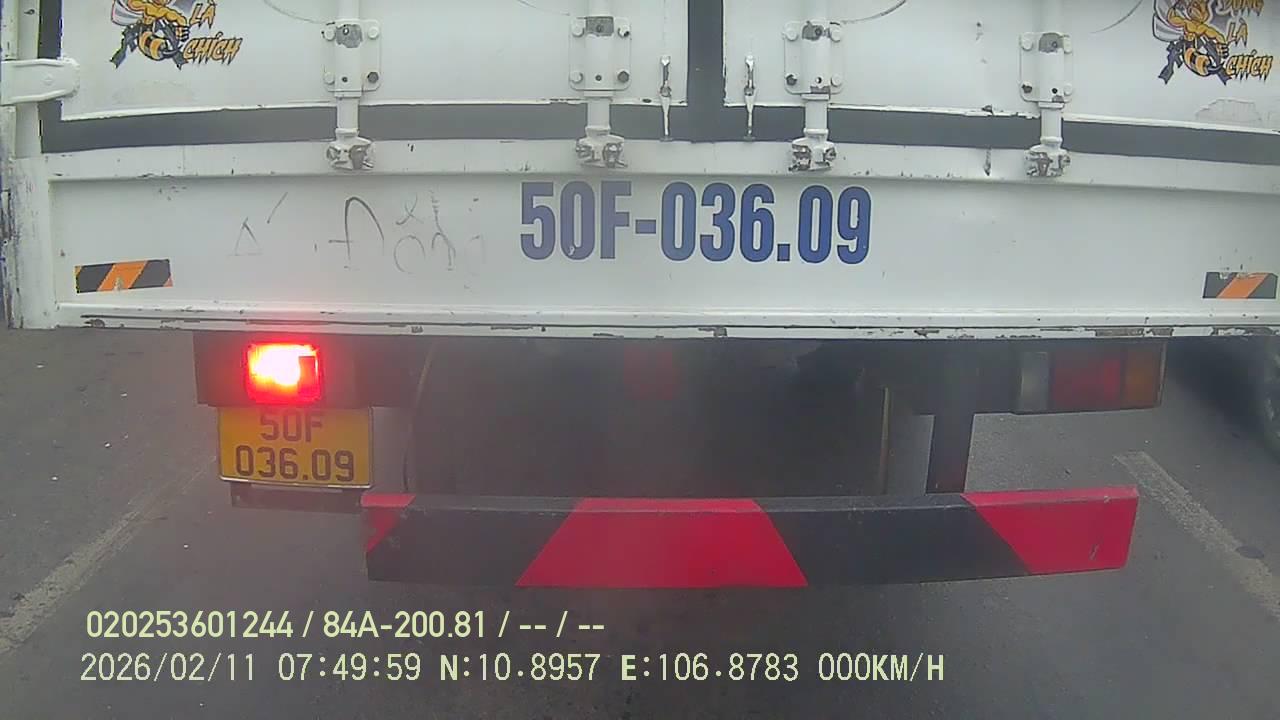 LÀ
CHÍCH
ĐỤNG
LÀ
CHÍCH
50F-036.09
50F
036.09
020253601244 / 84A-200.81 / -- / --
2026/02/11 07:49:59 N:10.8957 E:106.8783 000KM/H